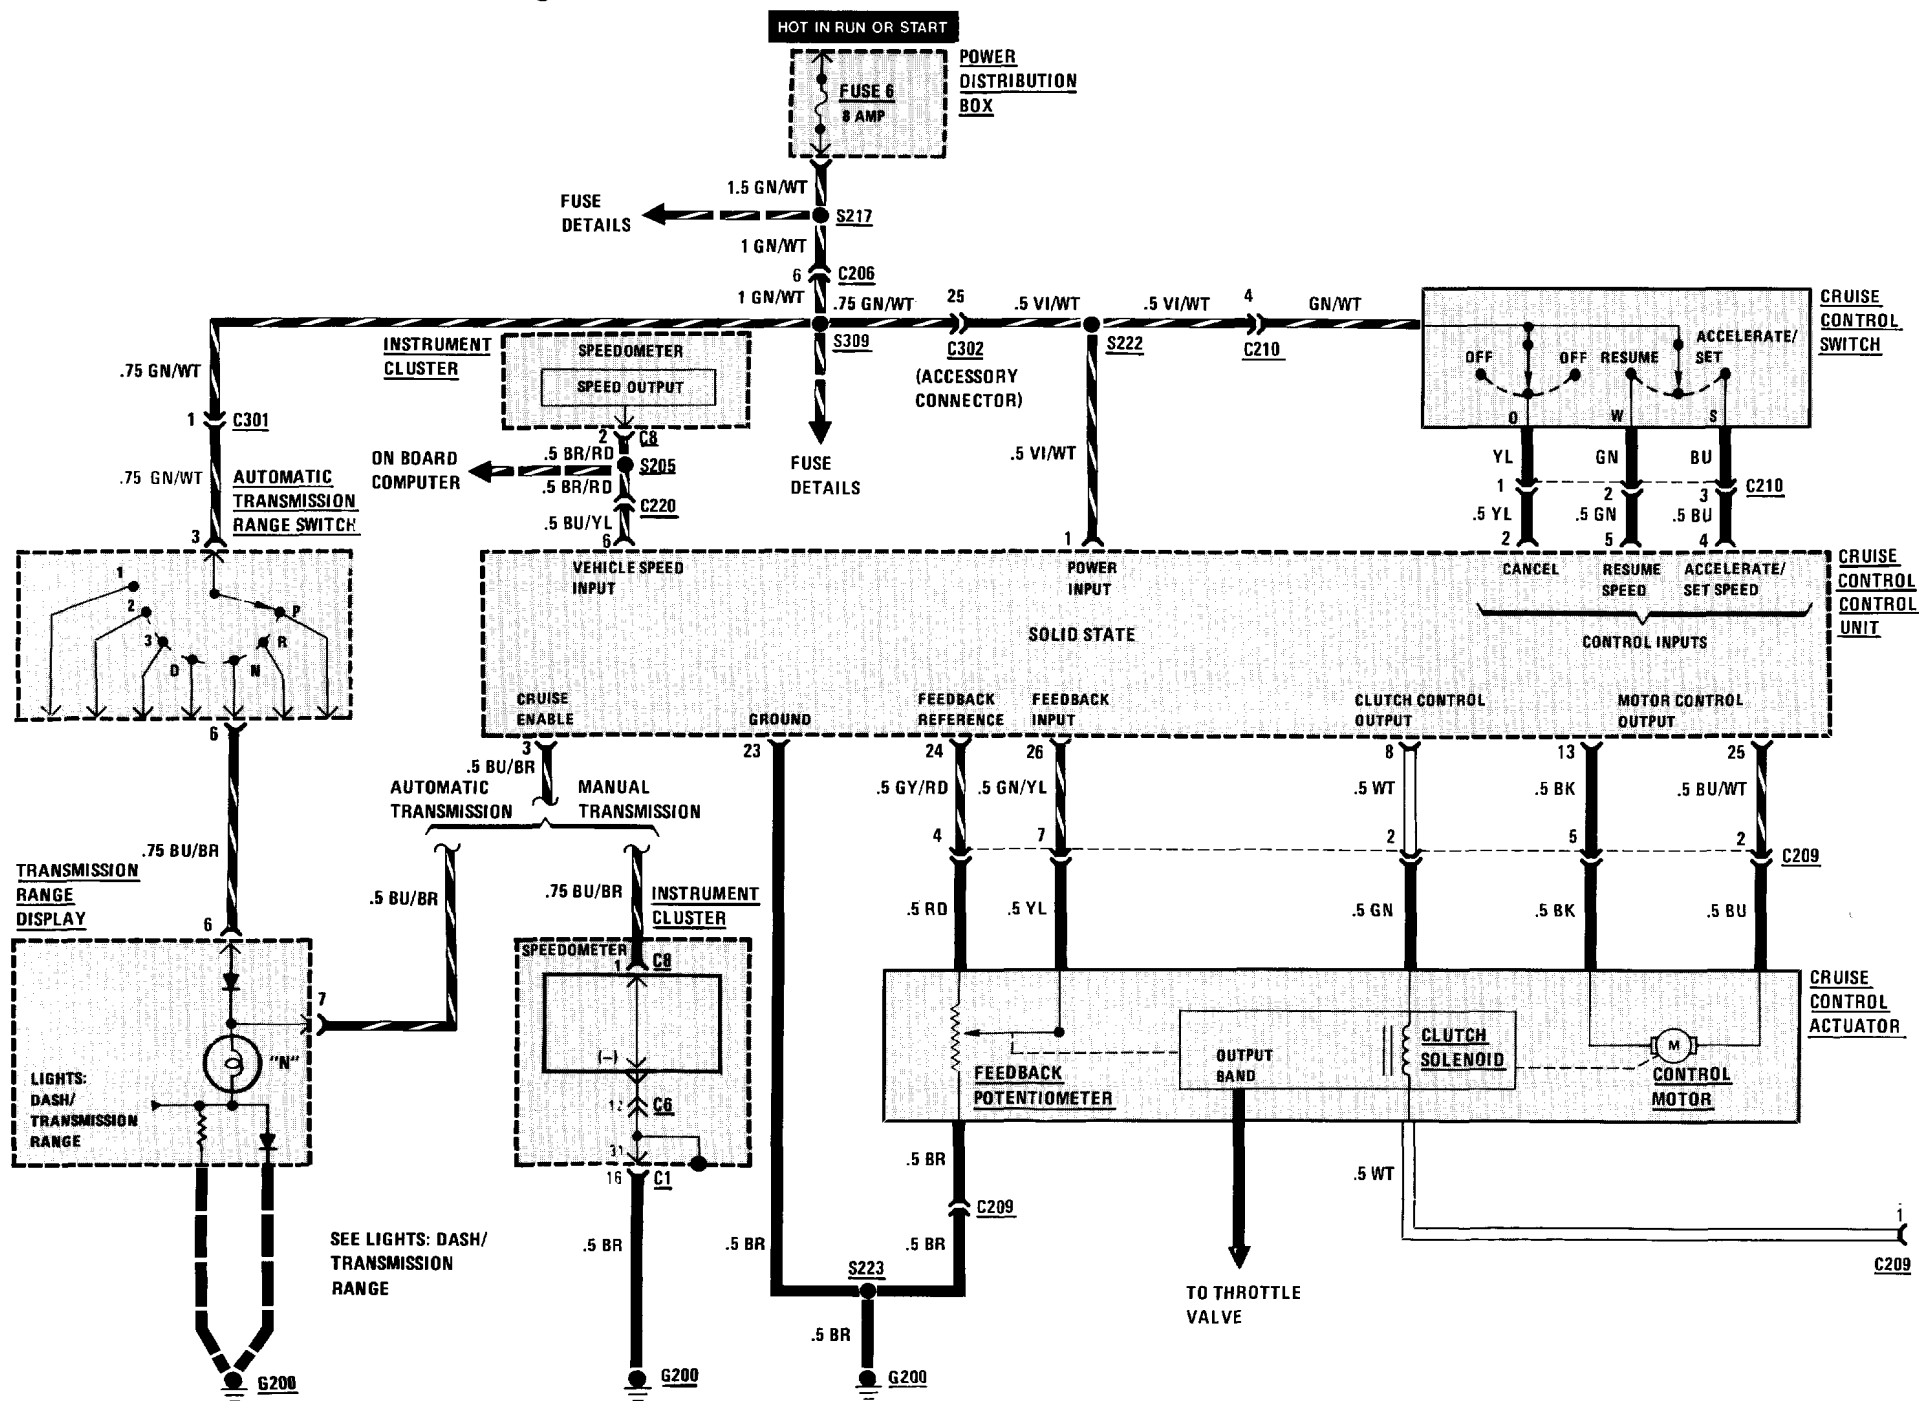 HOT IN RUN OR START
POWER
DISTRIBUTION
BOX
FUSE 6
8 AMP
1.5 GN/WT
FUSE
DETAILS
S217
1 GN/WT
6
C206
1 GN/WT
.75 GN/WT
25
.5 VI/WT
.5 VI/WT
4
GN/WT
S309
C302
(ACCESSORY
CONNECTOR)
S222
C210
CRUISE
CONTROL
SWITCH
OFF
OFF
RESUME
ACCELERATE/
SET
O
W
S
INSTRUMENT
CLUSTER
SPEEDOMETER
SPEED OUTPUT
.75 GN/WT
1
C301
2
C8
.5 BR/RD
S205
ON BOARD
COMPUTER
.5 BR/RD
C220
.5 BU/YL
6
FUSE
DETAILS
.5 VI/WT
1
YL
GN
BU
1
2
3
C210
.5 YL
.5 GN
.5 BU
2
5
4
.75 GN/WT
AUTOMATIC
TRANSMISSION
RANGE SWITCH
3
1
2
3
D
N
R
P
6
VEHICLE SPEED
INPUT
POWER
INPUT
CANCEL
RESUME
SPEED
ACCELERATE/
SET SPEED
CONTROL INPUTS
CRUISE
CONTROL
CONTROL
UNIT
SOLID STATE
CRUISE
ENABLE
GROUND
FEEDBACK
REFERENCE
FEEDBACK
INPUT
CLUTCH CONTROL
OUTPUT
MOTOR CONTROL
OUTPUT
3
23
24
26
8
13
25
.5 BU/BR
AUTOMATIC
TRANSMISSION
MANUAL
TRANSMISSION
.5 GY/RD
.5 GN/YL
.5 WT
.5 BK
.5 BU/WT
4
7
2
5
2
C209
.75 BU/BR
.5 BU/BR
.75 BU/BR
.5 RD
.5 YL
.5 GN
.5 BK
.5 BU
TRANSMISSION
RANGE
DISPLAY
6
7
"N"
LIGHTS:
DASH/
TRANSMISSION
RANGE
INSTRUMENT
CLUSTER
SPEEDOMETER
1
C8
(–)
12
C6
31
16
C1
CRUISE
CONTROL
ACTUATOR
FEEDBACK
POTENTIOMETER
OUTPUT
BAND
CLUTCH
SOLENOID
M
CONTROL
MOTOR
.5 BR
C209
.5 WT
1
C209
SEE LIGHTS: DASH/
TRANSMISSION
RANGE
.5 BR
.5 BR
.5 BR
S223
.5 BR
TO THROTTLE
VALVE
G200
G200
G200